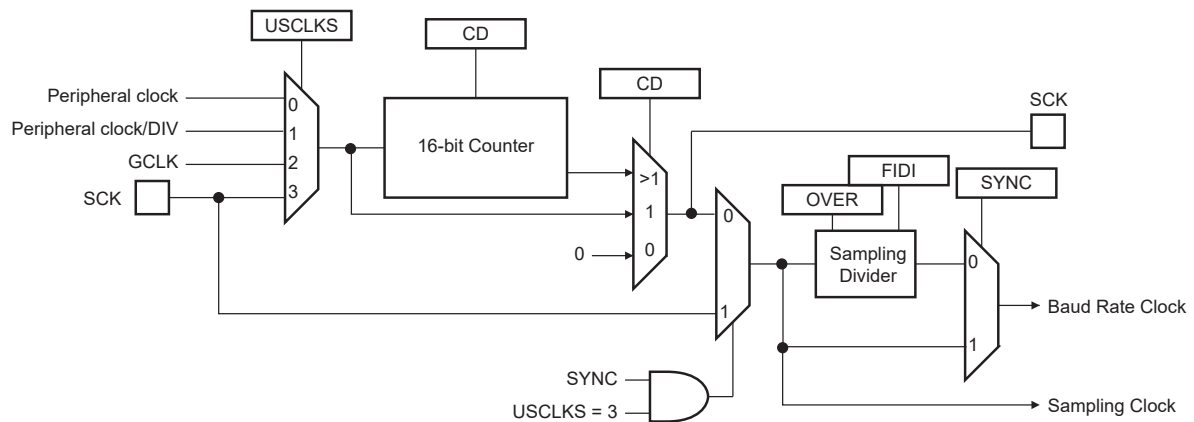 USCLKS
CD
CD
Peripheral clock
Peripheral clock/DIV
GCLK
SCK
0
1
2
3
16-bit Counter
>1
1
0
0
SCK
0
1
OVER
FIDI
Sampling
Divider
SYNC
0
1
Baud Rate Clock
SYNC
USCLKS = 3
Sampling Clock